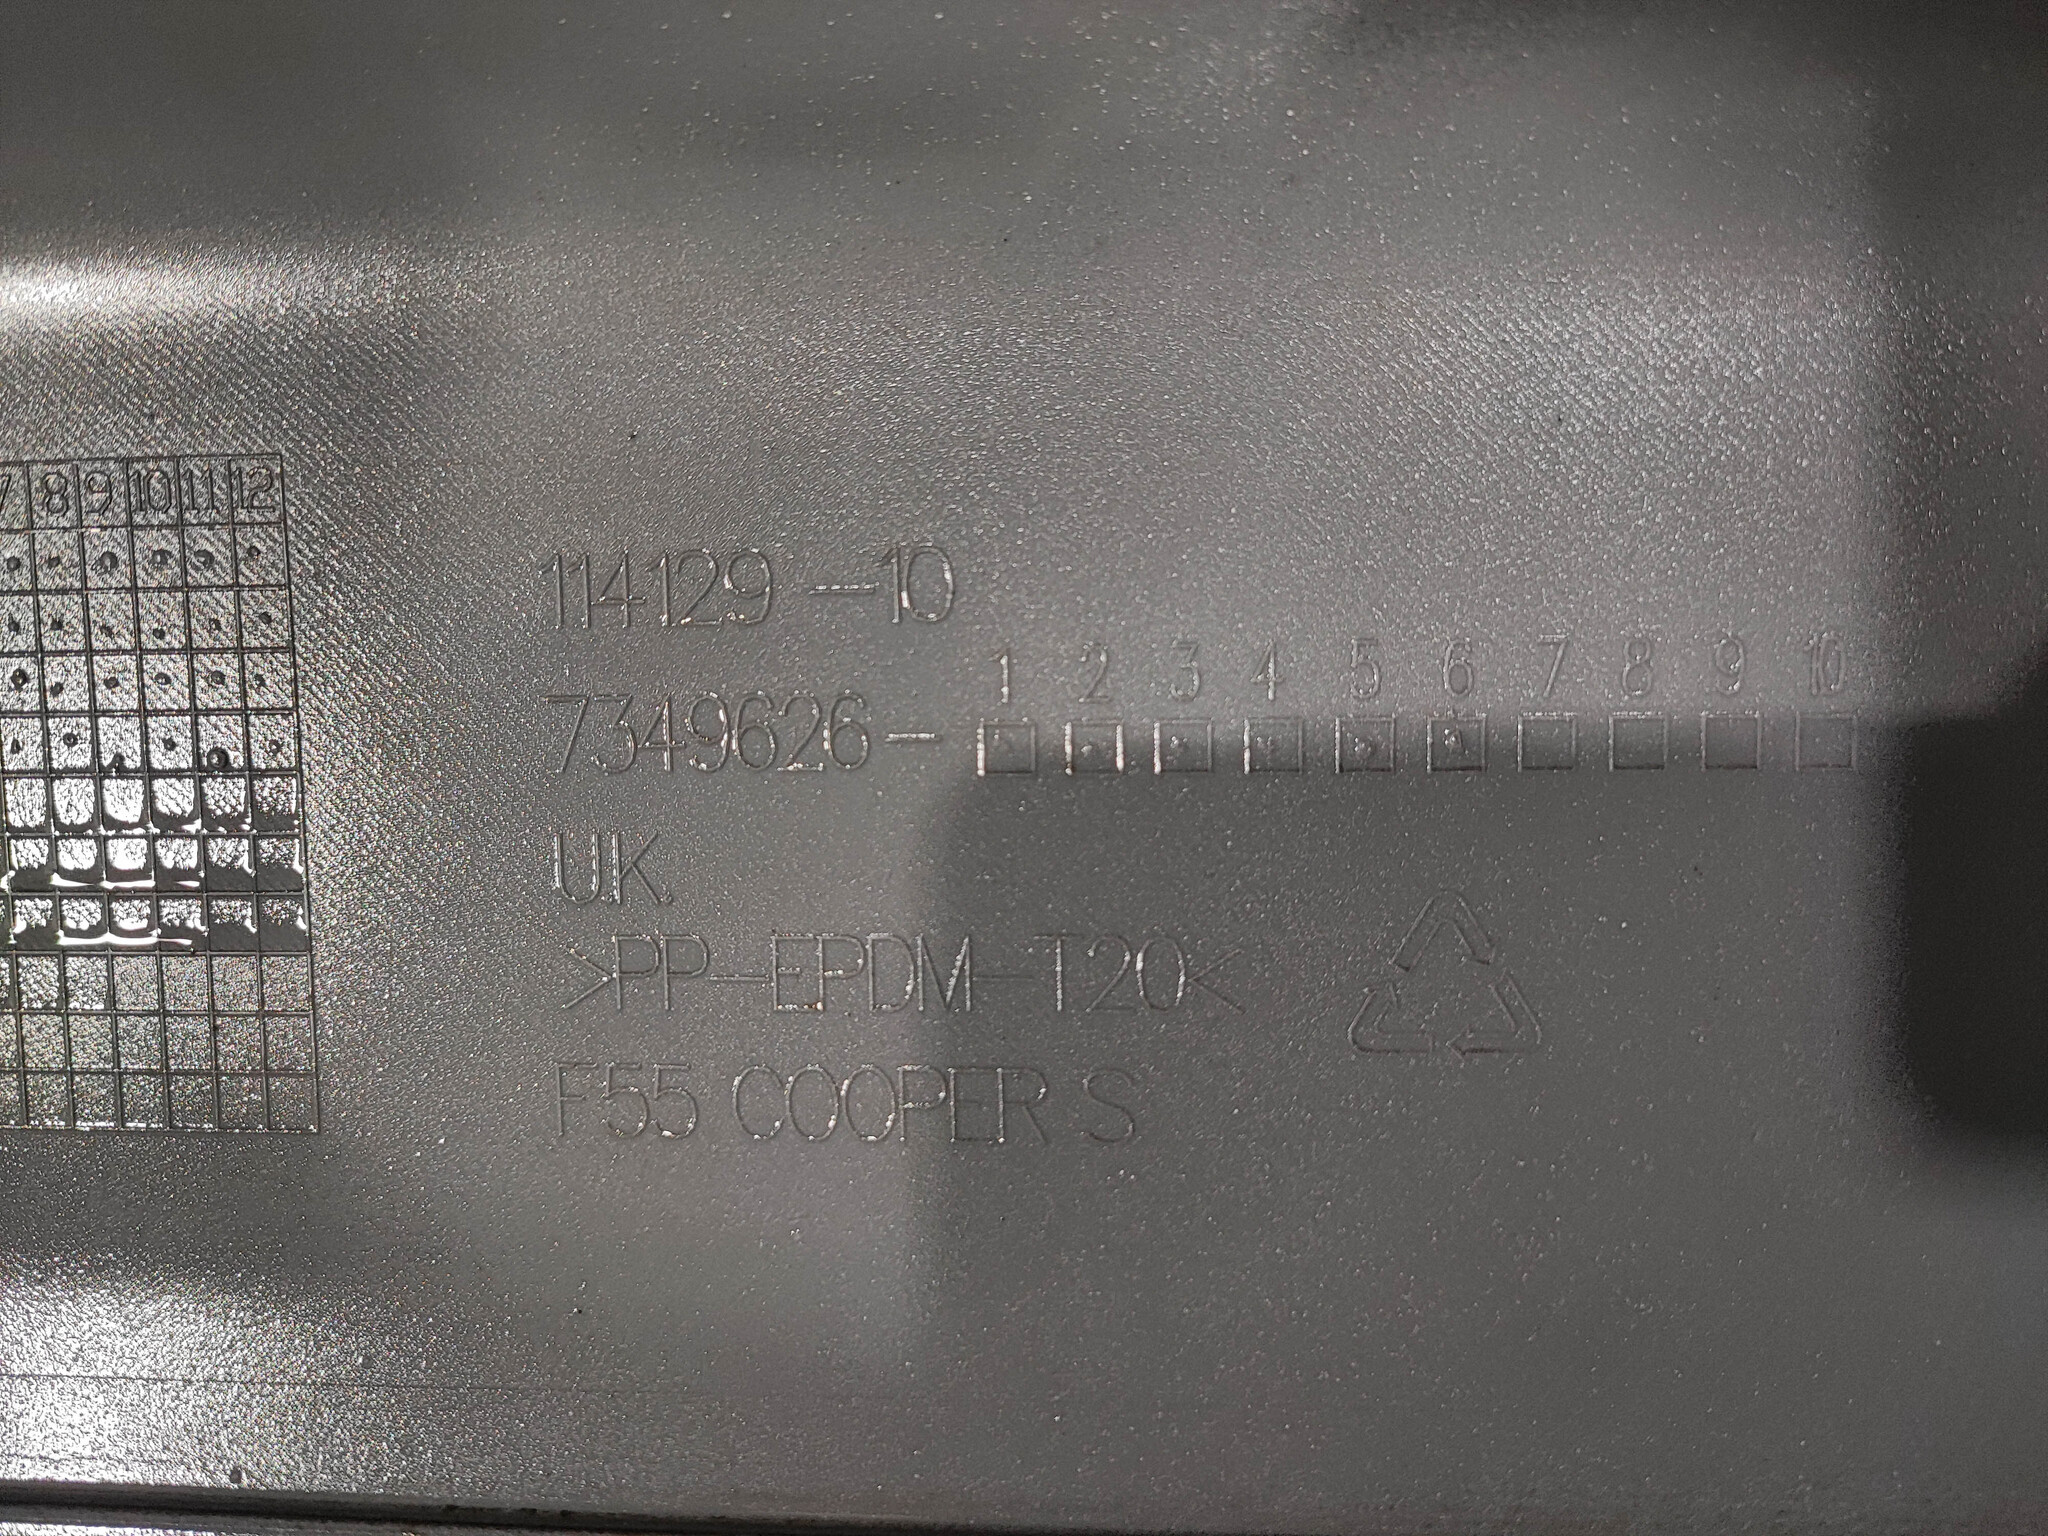 7 8 9 10 11 12
114129 -10
1 2 3 4 5 6 7 8 9 10
7349626-
U.K.
>PP-EPDM-T20<
F55 COOPER S